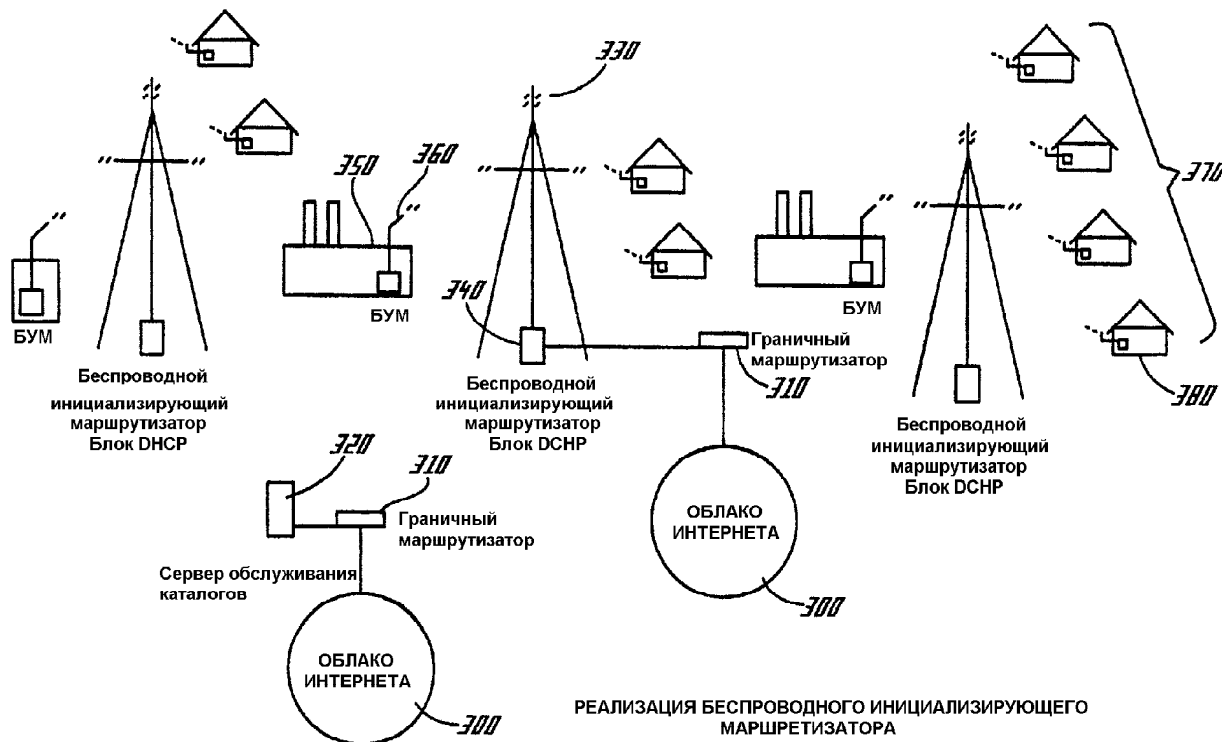 330
350
360
370
БУМ
340
БУМ
БУМ
Граничный
маршрутизатор
310
380
Беспроводной
инициализирующий
маршрутизатор
Блок DHCP
Беспроводной
инициализирующий
маршрутизатор
Блок DCHP
Беспроводной
инициализирующий
маршрутизатор
Блок DCHP
320
310
Граничный
маршрутизатор
Сервер обслуживания
каталогов
ОБЛАКО
ИНТЕРНЕТА
300
ОБЛАКО
ИНТЕРНЕТА
300
РЕАЛИЗАЦИЯ БЕСПРОВОДНОГО ИНИЦИАЛИЗИРУЮЩЕГО
МАРШРЕТИЗАТОРА